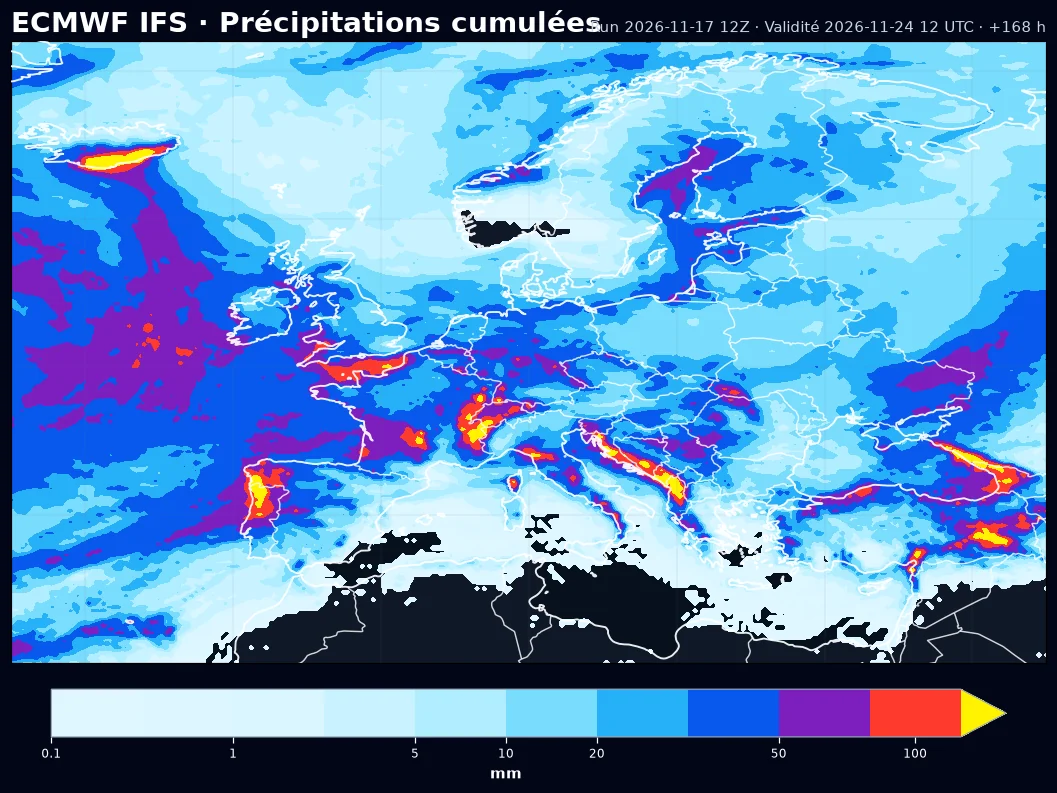 ECMWF IFS · Précipitations cumulées
Run 2026-11-17 12Z · Validité 2026-11-24 12 UTC · +168 h
0.1 1 5 10 20 50 100
mm